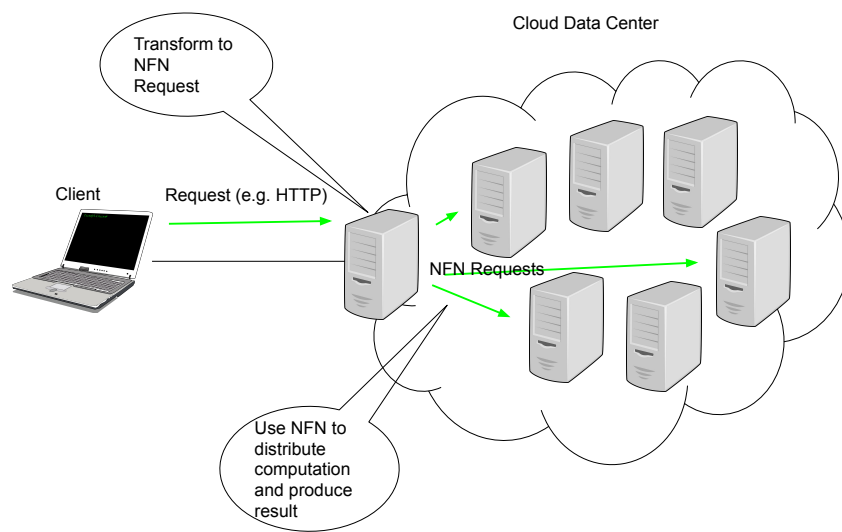 Cloud Data Center
Transform to
NFN
Request
Client
Request (e.g. HTTP)
NFN Requests
Use NFN to
distribute
computation
and produce
result